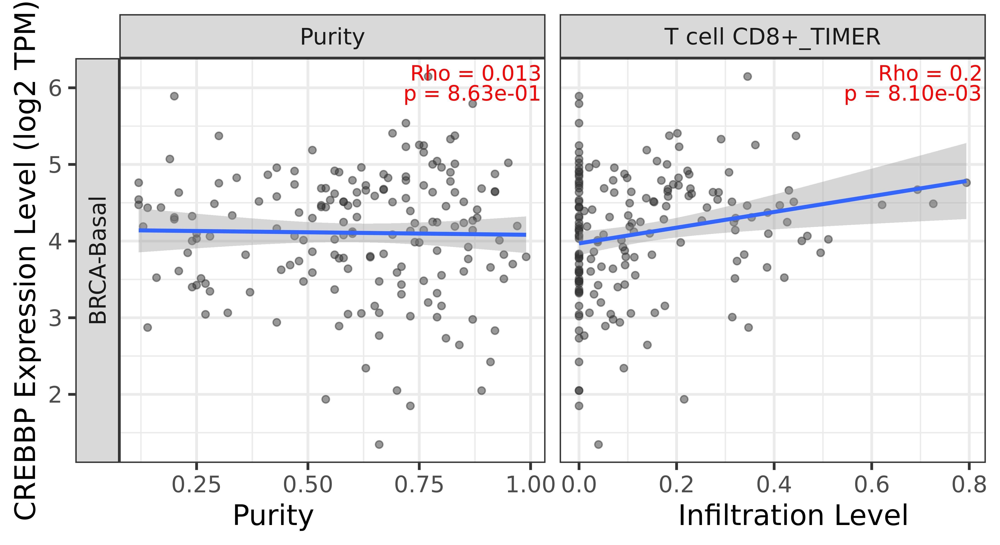 CREBBP Expression Level (log2 TPM)
BRCA-Basal
Purity
Rho = 0.013
p = 8.63e-01
T cell CD8+_TIMER
Rho = 0.2
p = 8.10e-03
6
5
4
3
2
0.25 0.50 0.75 1.00
0.0 0.2 0.4 0.6 0.8
Purity
Infiltration Level